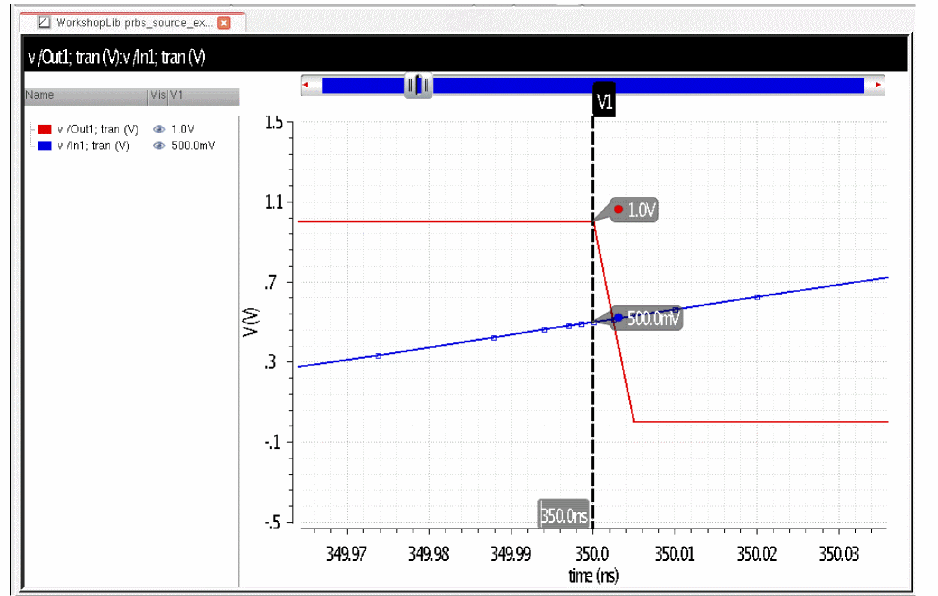 WorkshopLib prbs_source_ex...
v /Out1; tran (V):v /In1; tran (V)
Name Vis V1
v /Out1; tran (V) 1.0V
v /In1; tran (V) 500.0mV
V1
1.5
1.1
.7
.3
-.1
-.5
V (V)
1.0V
500.0mV
350.0ns
349.97 349.98 349.99 350.0 350.01 350.02 350.03
time (ns)